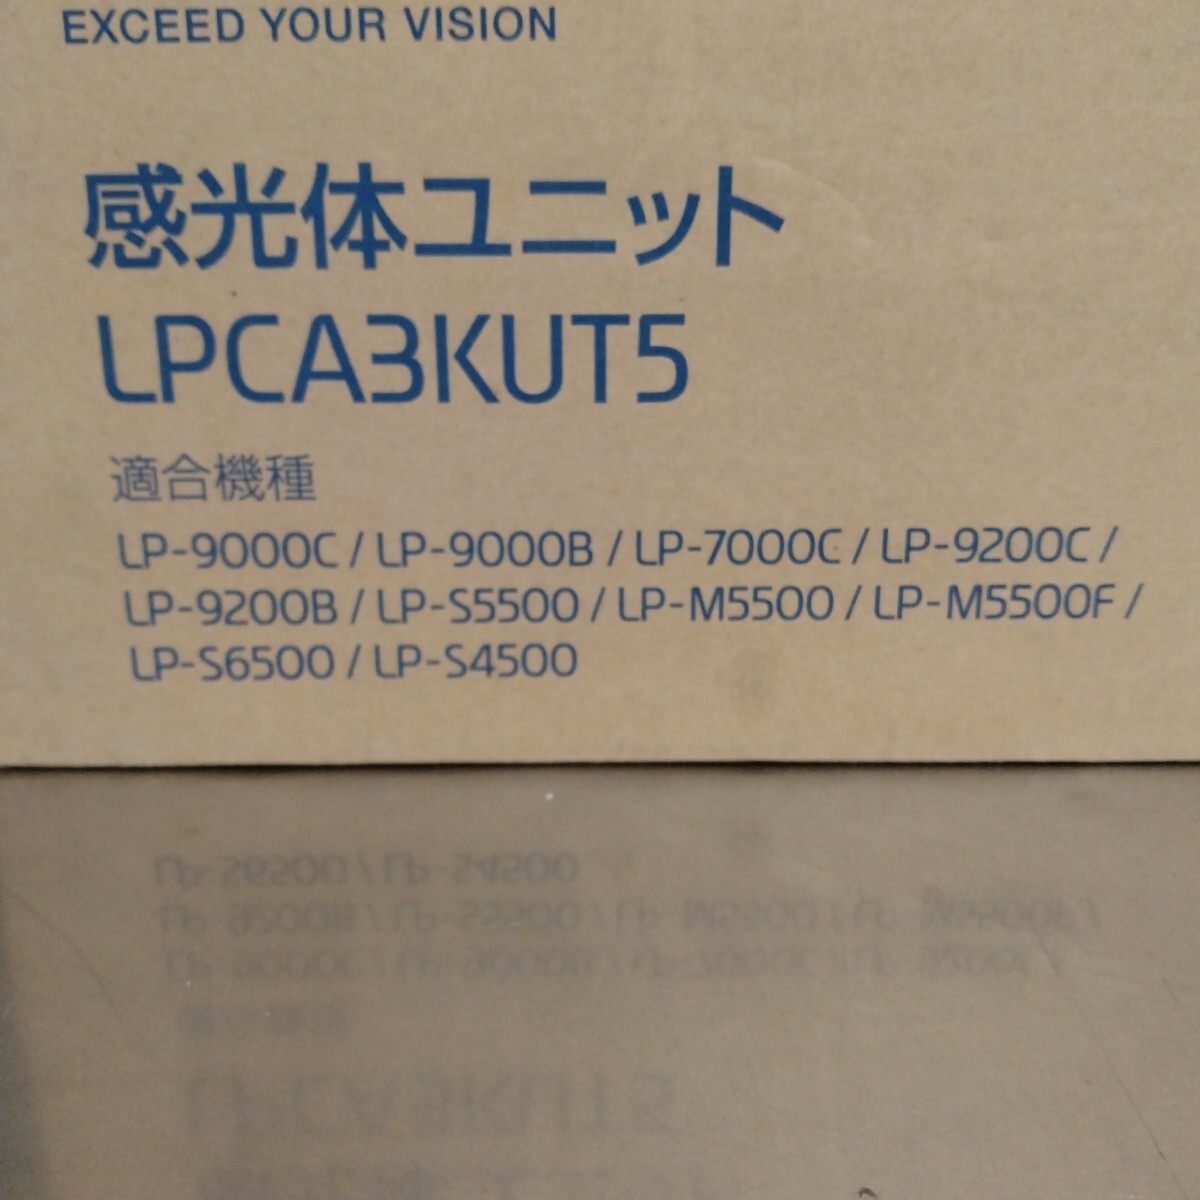 EXCEED YOUR VISION
感光体ユニット
LPCA3KUT5
適合機種
LP-9000C / LP-9000B / LP-7000C / LP-9200C /
LP-9200B / LP-S5500 / LP-M5500 / LP-M5500F /
LP-S6500 / LP-S4500